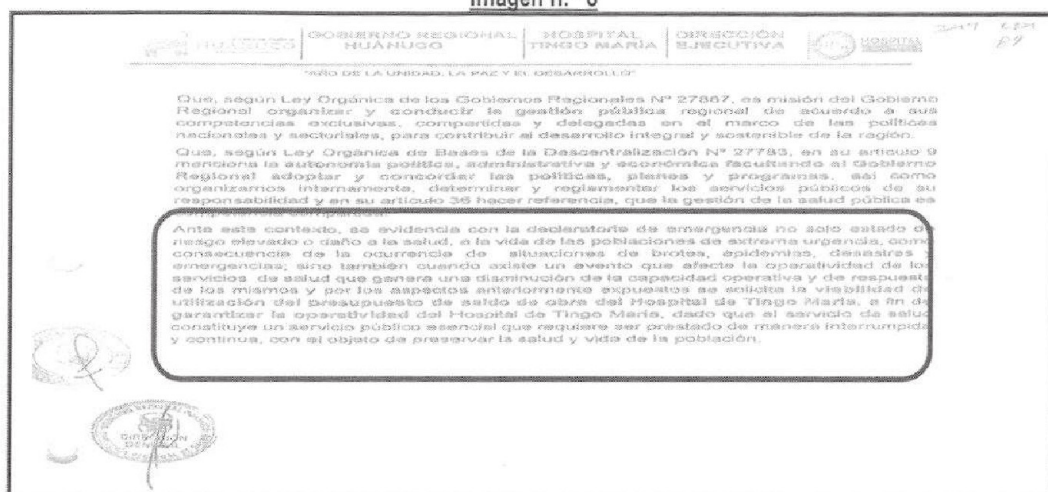 Imagen n.° 6
GOBIERNO REGIONAL HUÁNUCO
HOSPITAL TINGO MARÍA
DIRECCIÓN EJECUTIVA
HOSPITAL
"AÑO DE LA UNIDAD, LA PAZ Y EL DESARROLLO"
Que, según Ley Orgánica de los Gobiernos Regionales N° 27867, es misión del Gobierno
Regional organizar y conducir la gestión pública regional de acuerdo a sus
competencias exclusivas, compartidas y delegadas en el marco de las políticas
nacionales y sectoriales, para contribuir al desarrollo integral y sostenible de la región.
Que, según Ley Orgánica de Bases de la Descentralización N° 27783, en su artículo 9
menciona la autonomía política, administrativa y económica facultando al Gobierno
Regional adoptar y concordar las políticas, planes y programas, así como
organizarnos internamente, determinar y reglamentar los servicios públicos de su
responsabilidad y en su artículo 36 hacer referencia, que la gestión de la salud pública es
competencia compartida.
Ante este contexto, se evidencia con la declaratoria de emergencia no solo estado de
riesgo elevado o daño a la salud, a la vida de las poblaciones de extrema urgencia, como
consecuencia de la ocurrencia de situaciones de brotes, epidemias, desastres y
emergencias; sino también cuando existe un evento que afecte la operatividad de los
servicios de salud que genera una disminución de la capacidad operativa y de respuesta
de los mismos y por los aspectos anteriormente expuestos se solicita la viabilidad de
utilización del presupuesto de saldo de obra del Hospital de Tingo María, a fin de
garantizar la operatividad del Hospital de Tingo María, dado que el servicio de salud
constituye un servicio público esencial que requiere ser prestado de manera interrumpida
y continua, con el objeto de preservar la salud y vida de la población.
DIRECCIÓN